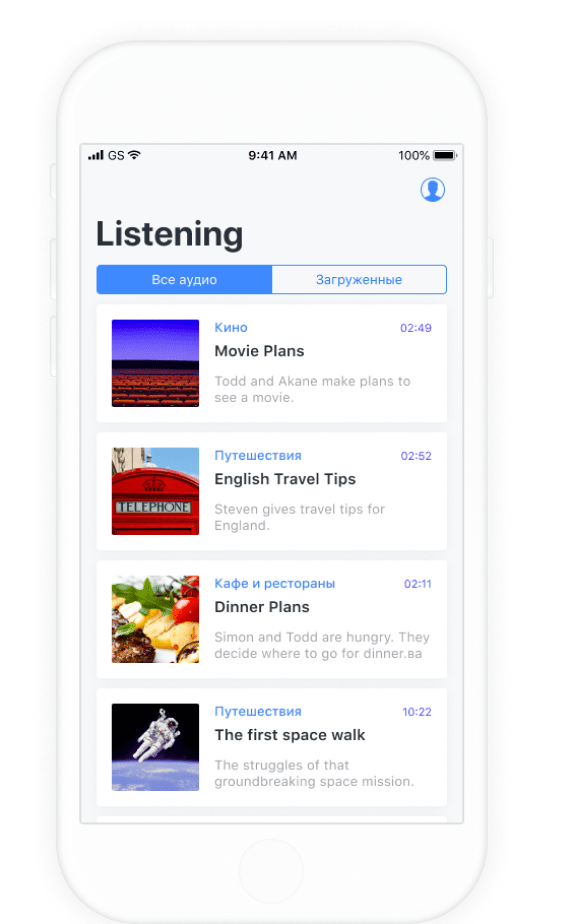 GS 9:41 AM 100%
Listening
Все аудио Загруженные
Кино 02:49
Movie Plans
Todd and Akane make plans to
see a movie.
TELEPHONE
Путешествия 02:52
English Travel Tips
Steven gives travel tips for
England.
Кафе и рестораны 02:11
Dinner Plans
Simon and Todd are hungry. They
decide where to go for dinner.ва
Путешествия 10:22
The first space walk
The struggles of that
groundbreaking space mission.